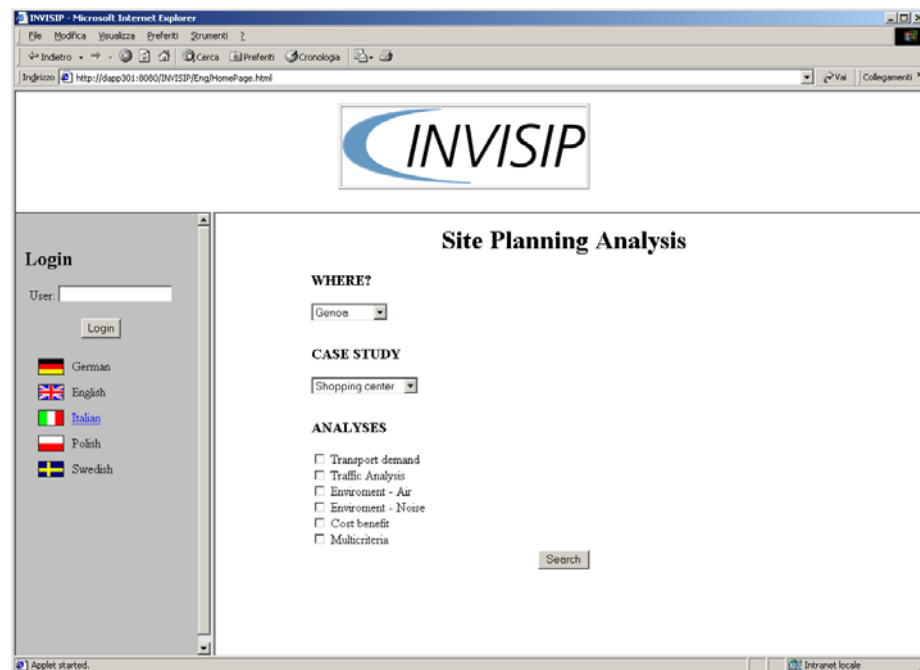 INVISIP - Microsoft Internet Explorer
File Modifica Visualizza Preferiti Strumenti ?
Indietro Cerca Preferiti Cronologia
Indirizzo http://dapp301:8080/INVISIP/Eng/HomePage.html Vai Collegamenti
INVISIP
Login
User:
Login
German
English
Italian
Polish
Swedish
Site Planning Analysis
WHERE?
Genoa
CASE STUDY
Shopping center
ANALYSES
Transport demand
Traffic Analysis
Enviroment - Air
Enviroment - Noise
Cost benefit
Multicriteria
Search
Applet started. Intranet locale